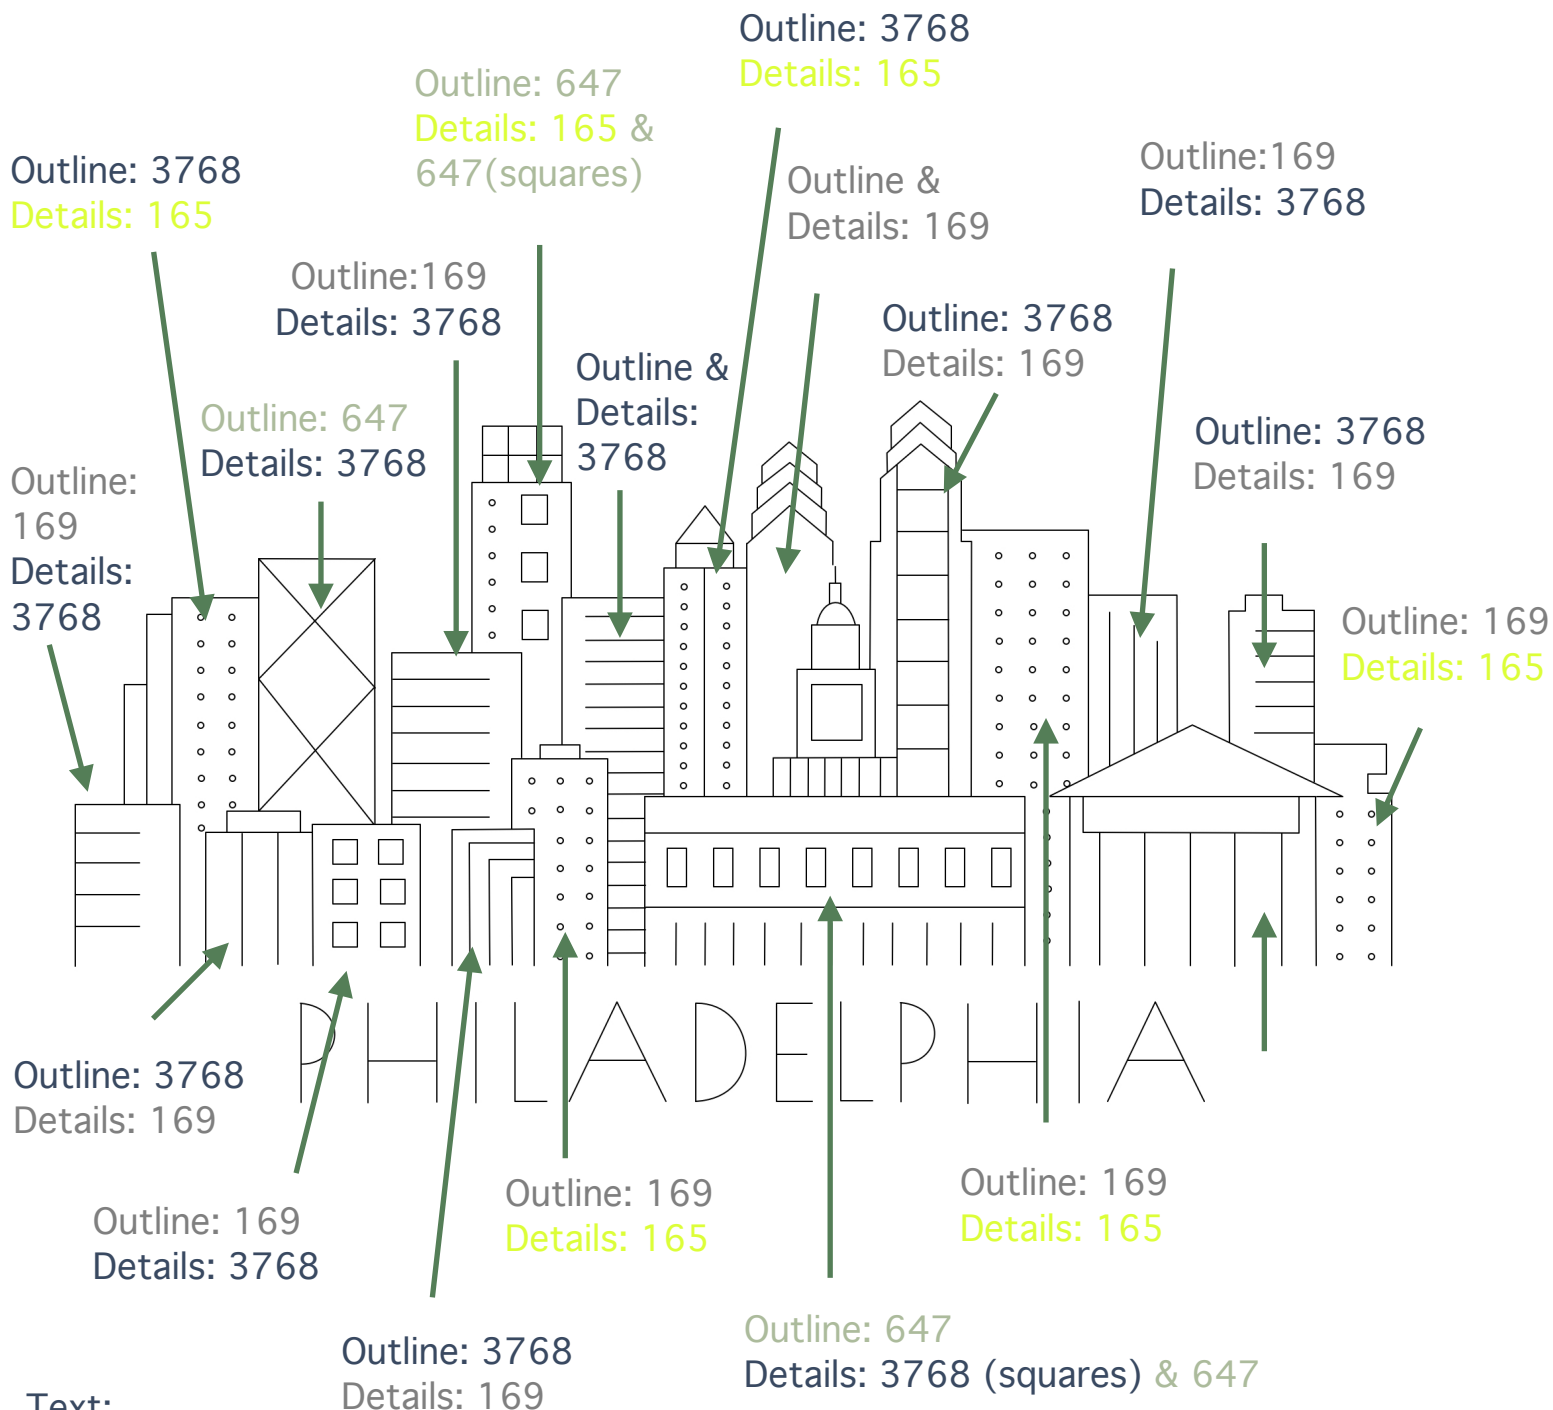 Outline: 3768
Details: 165
Outline: 647
Details: 165 &
647(squares)
Outline: 3768
Details: 165
Outline &
Details: 169
Outline:169
Details: 3768
Outline:169
Details: 3768
Outline: 3768
Details: 169
Outline &
Details:
3768
Outline: 647
Details: 3768
Outline: 3768
Details: 169
Outline:
169
Details:
3768
Outline: 169
Details: 165
PHILADELPHIA
Outline: 3768
Details: 169
Outline: 169
Details: 3768
Outline: 169
Details: 165
Outline: 169
Details: 165
Outline: 3768
Details: 169
Outline: 647
Details: 3768 (squares) & 647
Text: